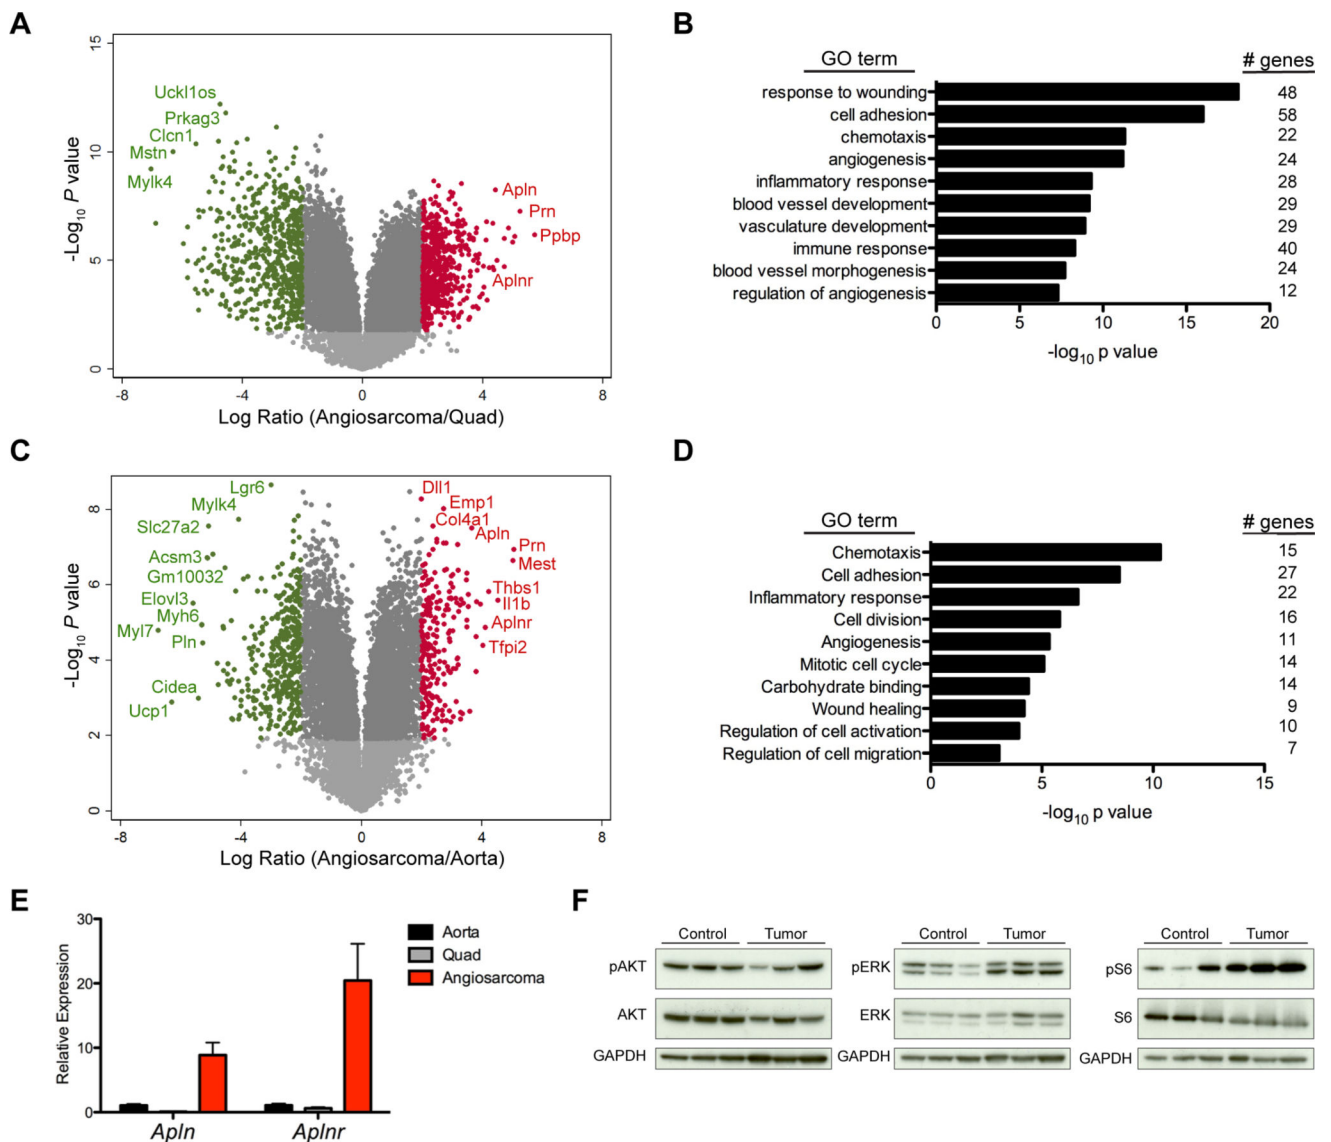 A
15
10
5
0
-Log10 P value
Uckl1os
Prkag3
Clcn1
Mstn
Mylk4
Apln
Prn
Ppbp
Aplnr
-8 -4 0 4 8
Log Ratio (Angiosarcoma/Quad)
B
GO term # genes
response to wounding 48
cell adhesion 58
chemotaxis 22
angiogenesis 24
inflammatory response 28
blood vessel development 29
vasculature development 29
immune response 40
blood vessel morphogenesis 24
regulation of angiogenesis 12
0 5 10 15 20
-log10 p value
C
8
6
4
2
0
-Log10 P value
Lgr6
Mylk4
Slc27a2
Acsm3
Gm10032
Elovl3
Myh6
Myl7
Pln
Cidea
Ucp1
Dll1
Emp1
Col4a1
Apln
Prn
Mest
Thbs1
Il1b
Aplnr
Tfpi2
-8 -4 0 4 8
Log Ratio (Angiosarcoma/Aorta)
D
GO term # genes
Chemotaxis 15
Cell adhesion 27
Inflammatory response 22
Cell division 16
Angiogenesis 11
Mitotic cell cycle 14
Carbohydrate binding 14
Wound healing 9
Regulation of cell activation 10
Regulation of cell migration 7
0 5 10 15
-log10 p value
E
30
20
10
0
Relative Expression
Apln Aplnr
Aorta
Quad
Angiosarcoma
F
Control Tumor
pAKT
AKT
GAPDH
Control Tumor
pERK
ERK
GAPDH
Control Tumor
pS6
S6
GAPDH